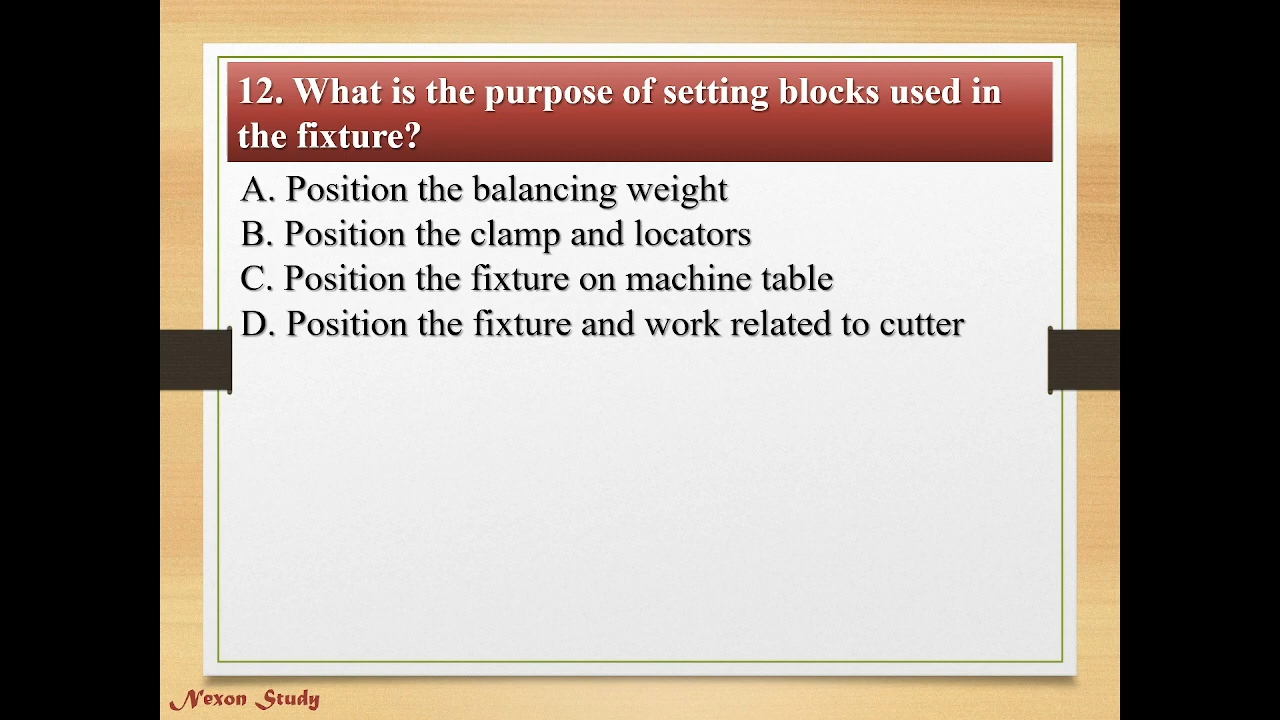 12. What is the purpose of setting blocks used in
the fixture?
A. Position the balancing weight
B. Position the clamp and locators
C. Position the fixture on machine table
D. Position the fixture and work related to cutter
Nexon Study